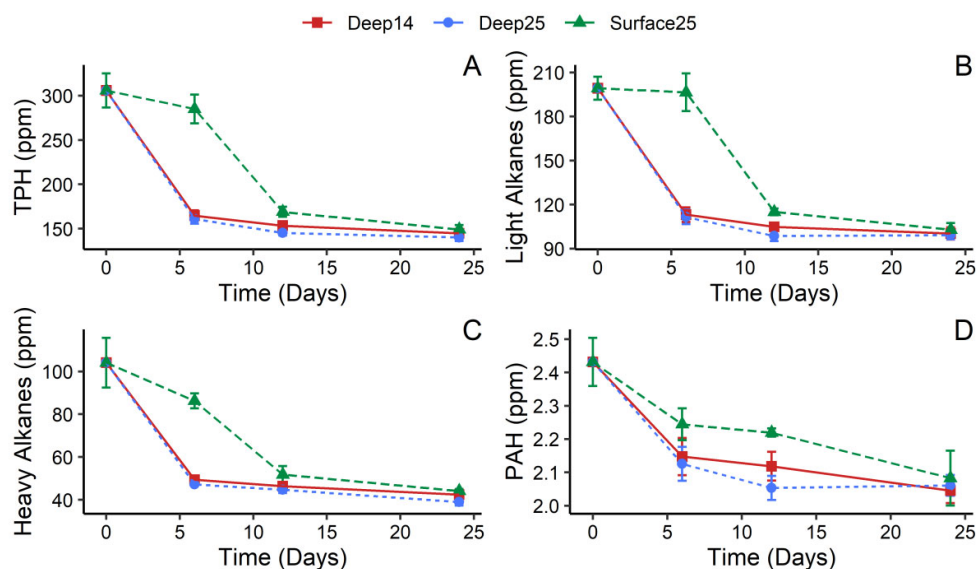 Deep14 Deep25 Surface25
A
TPH (ppm)
300
250
200
150
0 5 10 15 20 25
Time (Days)
B
Light Alkanes (ppm)
210
180
150
120
90
0 5 10 15 20 25
Time (Days)
C
Heavy Alkanes (ppm)
100
80
60
40
0 5 10 15 20 25
Time (Days)
D
PAH (ppm)
2.5
2.4
2.3
2.2
2.1
2.0
0 5 10 15 20 25
Time (Days)